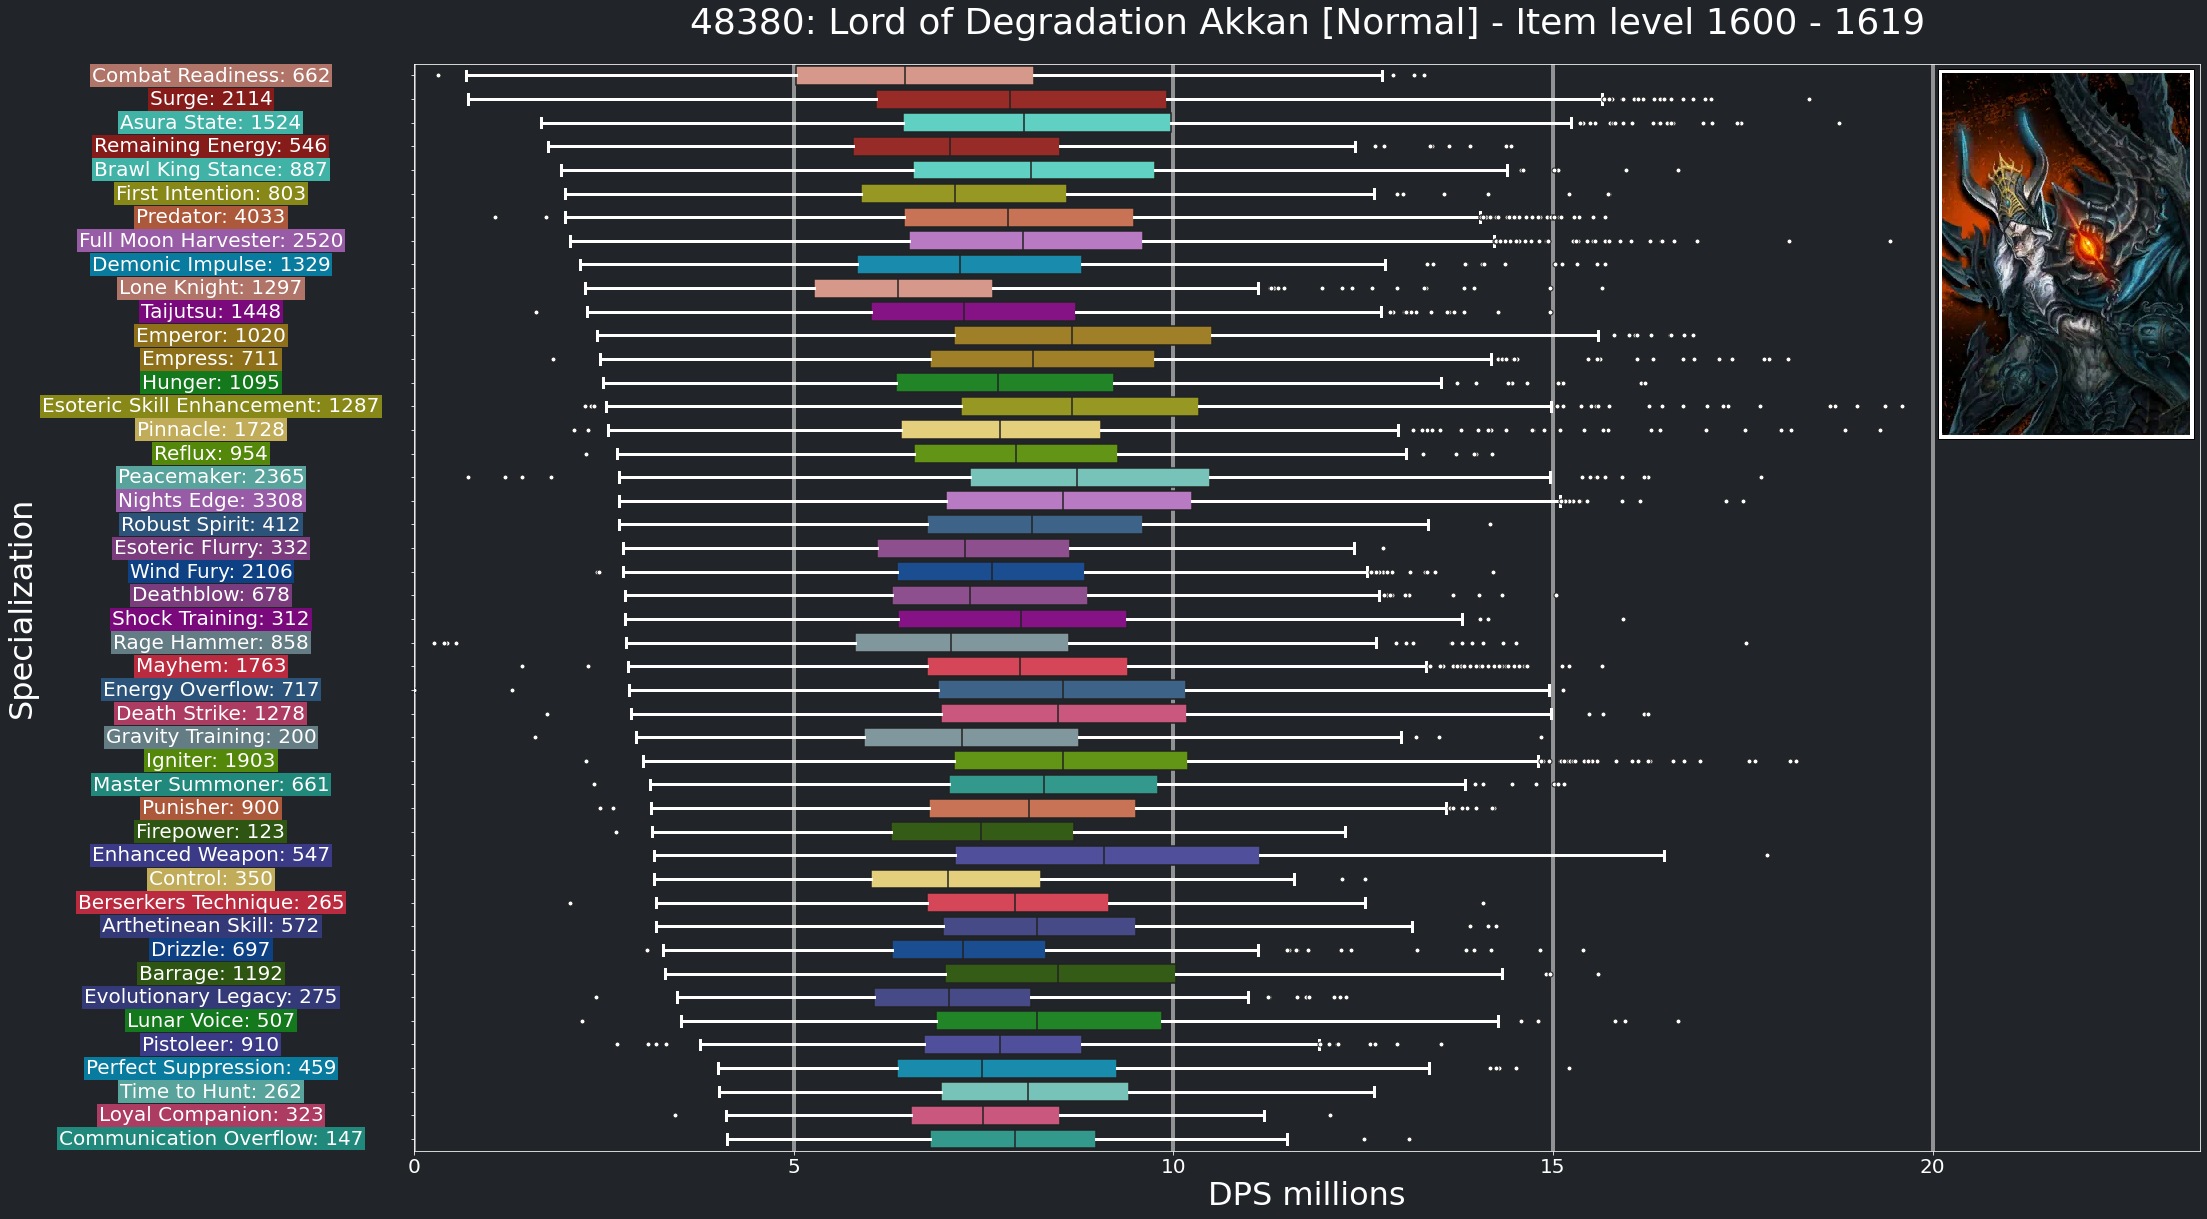 48380: Lord of Degradation Akkan [Normal] - Item level 1600 - 1619
Specialization
Combat Readiness: 662
Surge: 2114
Asura State: 1524
Remaining Energy: 546
Brawl King Stance: 887
First Intention: 803
Predator: 4033
Full Moon Harvester: 2520
Demonic Impulse: 1329
Lone Knight: 1297
Taijutsu: 1448
Emperor: 1020
Empress: 711
Hunger: 1095
Esoteric Skill Enhancement: 1287
Pinnacle: 1728
Reflux: 954
Peacemaker: 2365
Nights Edge: 3308
Robust Spirit: 412
Esoteric Flurry: 332
Wind Fury: 2106
Deathblow: 678
Shock Training: 312
Rage Hammer: 858
Mayhem: 1763
Energy Overflow: 717
Death Strike: 1278
Gravity Training: 200
Igniter: 1903
Master Summoner: 661
Punisher: 900
Firepower: 123
Enhanced Weapon: 547
Control: 350
Berserkers Technique: 265
Arthetinean Skill: 572
Drizzle: 697
Barrage: 1192
Evolutionary Legacy: 275
Lunar Voice: 507
Pistoleer: 910
Perfect Suppression: 459
Time to Hunt: 262
Loyal Companion: 323
Communication Overflow: 147
0 5 10 15 20
DPS millions